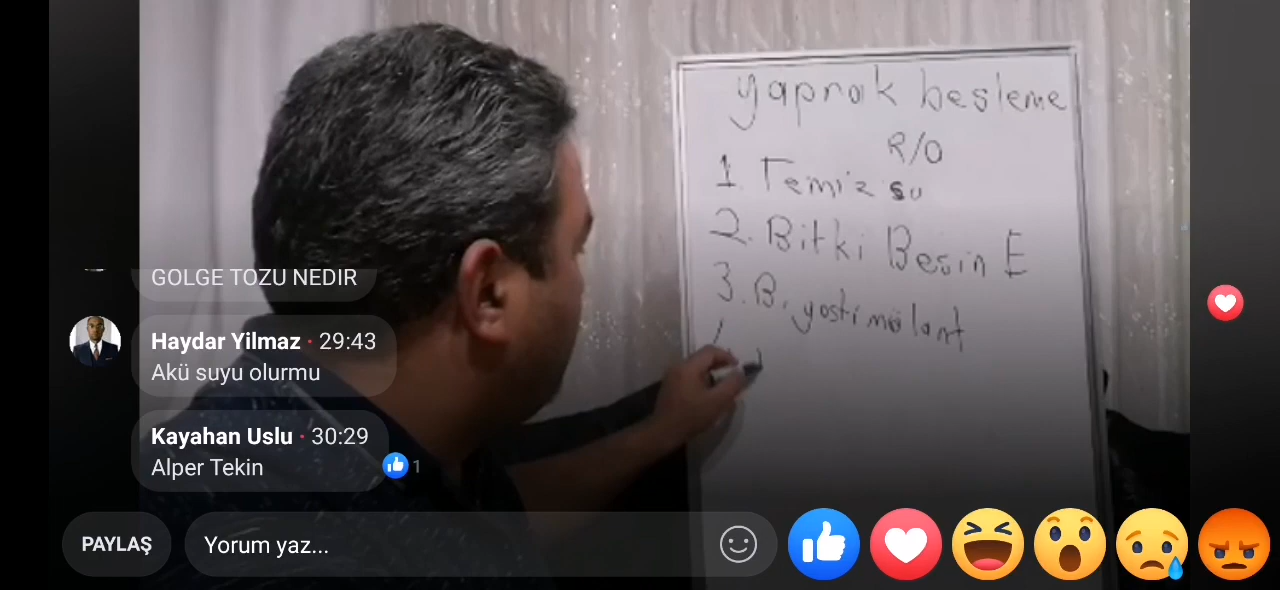 yaprak besleme
R/O
1. Temiz su
2. Bitki Besin E
3. B. yostimülant
GOLGE TOZU NEDIR
Haydar Yilmaz • 29:43
Akü suyu olurmu
Kayahan Uslu • 30:29
Alper Tekin
1
PAYLAŞ
Yorum yaz...